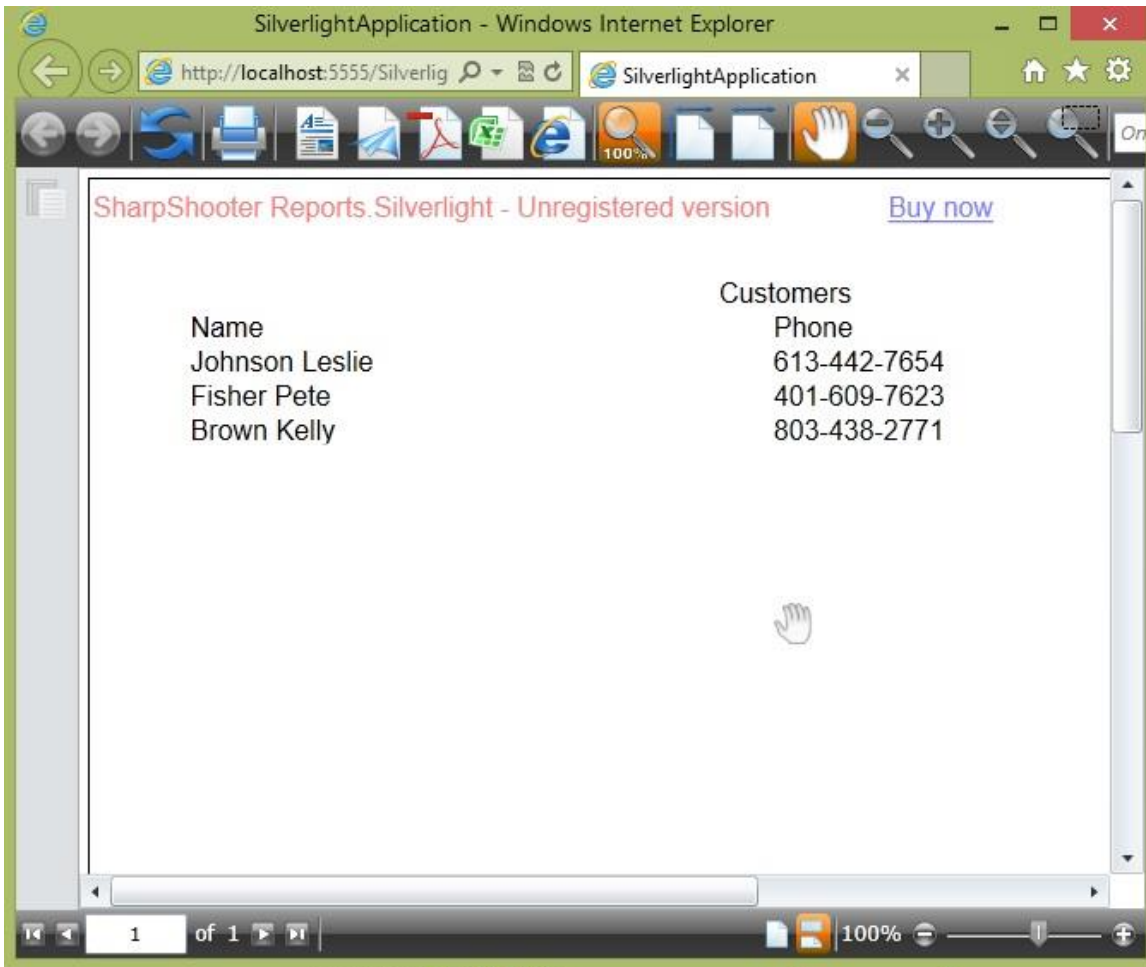 SilverlightApplication - Windows Internet Explorer
http://localhost:5555/Silverlig
SilverlightApplication
100%
On
SharpShooter Reports.Silverlight - Unregistered version Buy now
Customers
Name Phone
Johnson Leslie 613-442-7654
Fisher Pete 401-609-7623
Brown Kelly 803-438-2771
1 of 1 100%